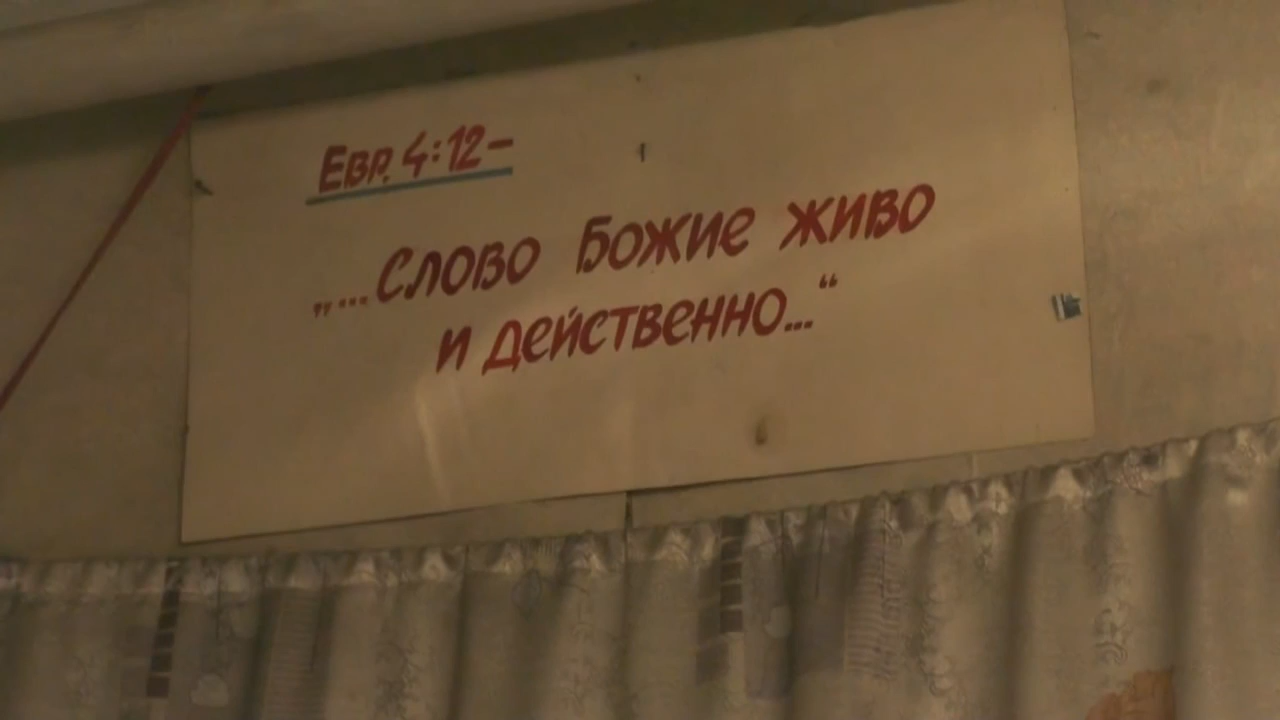 Евр. 4:12–
„...Слово Божие живо
и действенно...“